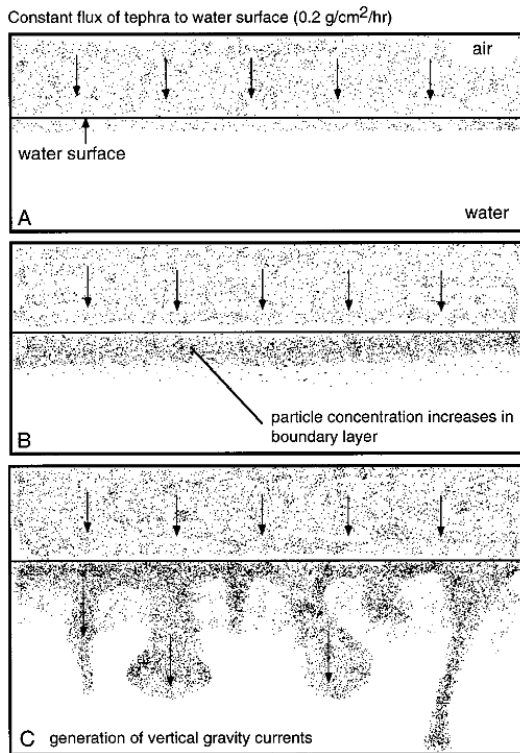 Constant flux of tephra to water surface (0.2 g/cm²/hr)
air
water surface
A
water
particle concentration increases in
boundary layer
B
C generation of vertical gravity currents